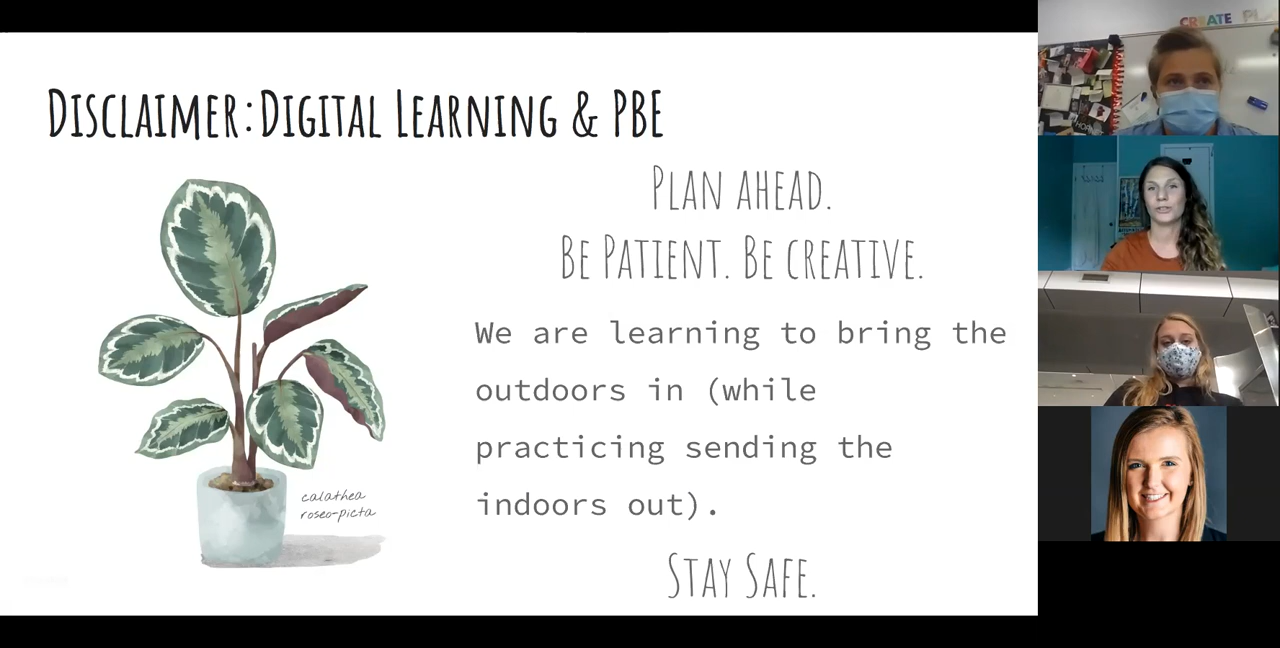 DISCLAIMER: DIGITAL LEARNING & PBE
PLAN AHEAD.
BE PATIENT. BE CREATIVE.
We are learning to bring the
outdoors in (while
practicing sending the
indoors out).
STAY SAFE.
calathea
roseo-picta
CREATE